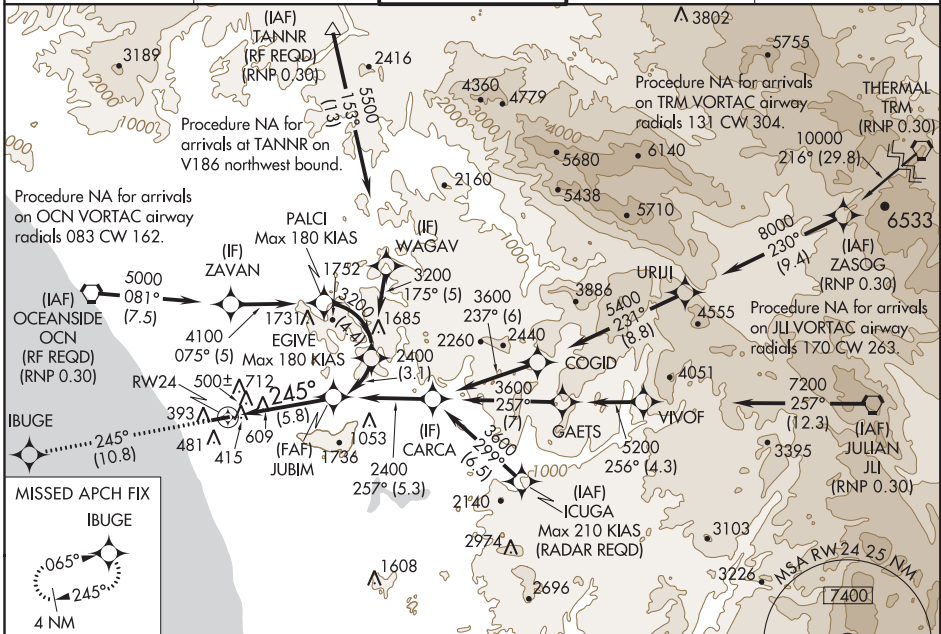 (IAF)
TANNR
(RF REQD)
(RNP 0.30)
3189
2416
3802
5755
4360
4779
5500
153°
(13)
1000
2000
Procedure NA for arrivals
on TRM VORTAC airway
radials 131 CW 304.
THERMAL
TRM
(RNP 0.30)
10000
216° (29.8)
Procedure NA for
arrivals at TANNR on
V186 northwest bound.
5680
6140
5438
5710
2160
6533
Procedure NA for arrivals
on OCN VORTAC airway
radials 083 CW 162.
PALCI
Max 180 KIAS
(IF)
WAGAV
(IF)
ZAVAN
8000
230°
(9.4)
(IAF)
ZASOG
(RNP 0.30)
URIJI
5000
081°
(7.5)
(IAF)
OCEANSIDE
OCN
(RF REQD)
(RNP 0.30)
1752
3200
175° (5)
3200
(4.4)
1731
1685
4100
075° (5)
3600
237° (6)
3886
5400
231°
(8.8)
4555
Procedure NA for arrivals
on JLI VORTAC airway
radials 170 CW 263.
EGIVE
Max 180 KIAS
2400
(3.1)
2260
2440
COGID
4051
RW24
500±
712
245°
(5.8)
393
481
415
609
(FAF)
JUBIM
1736
1053
2400
257° (5.3)
(IF)
CARCA
3600
257°
(7)
GAETS
VIVOF
5200
256° (4.3)
7200
257°
(12.3)
(IAF)
JULIAN
JLI
(RNP 0.30)
3395
IBUGE
245°
(10.8)
3600
299°
(6.5)
1000
(IAF)
ICUGA
Max 210 KIAS
(RADAR REQD)
2140
2974
3103
3226
2696
1608
MISSED APCH FIX
IBUGE
065°
245°
4 NM
MSA RW24 25 NM
7400